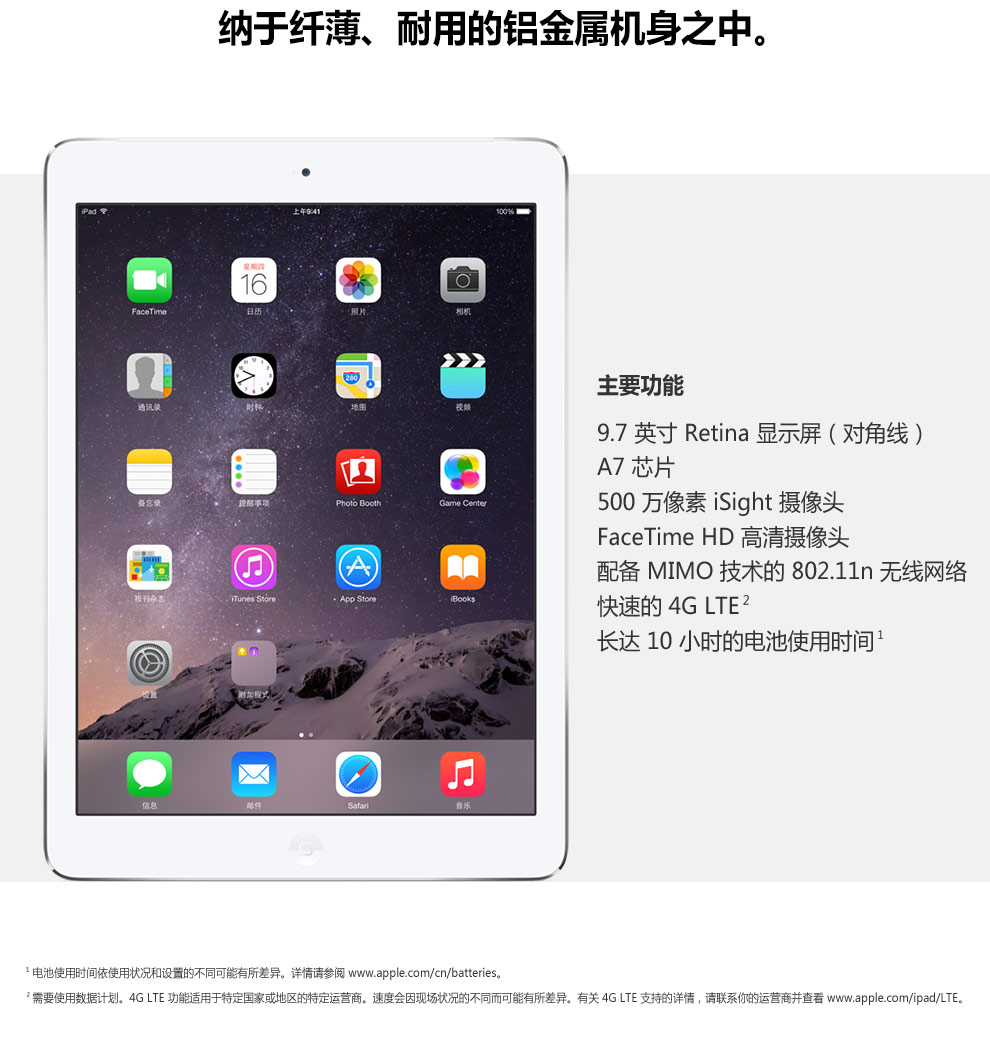 纳于纤薄、耐用的铝金属机身之中。
iPad
上午9:41
100%
星期四
16
FaceTime
日历
照片
相机
280
通讯录
时钟
地图
视频
备忘录
提醒事项
Photo Booth
Game Center
报刊杂志
iTunes Store
App Store
iBooks
设置
附加程式
信息
邮件
Safari
音乐
主要功能
9.7 英寸 Retina 显示屏（对角线）
A7 芯片
500 万像素 iSight 摄像头
FaceTime HD 高清摄像头
配备 MIMO 技术的 802.11n 无线网络
快速的 4G LTE²
长达 10 小时的电池使用时间¹
¹ 电池使用时间依使用状况和设置的不同可能有所差异。详情请参阅 www.apple.com/cn/batteries。
² 需要使用数据计划。4G LTE 功能适用于特定国家或地区的特定运营商。速度会因现场状况的不同而可能有所差异。有关 4G LTE 支持的详情，请联系你的运营商并查看 www.apple.com/ipad/LTE。